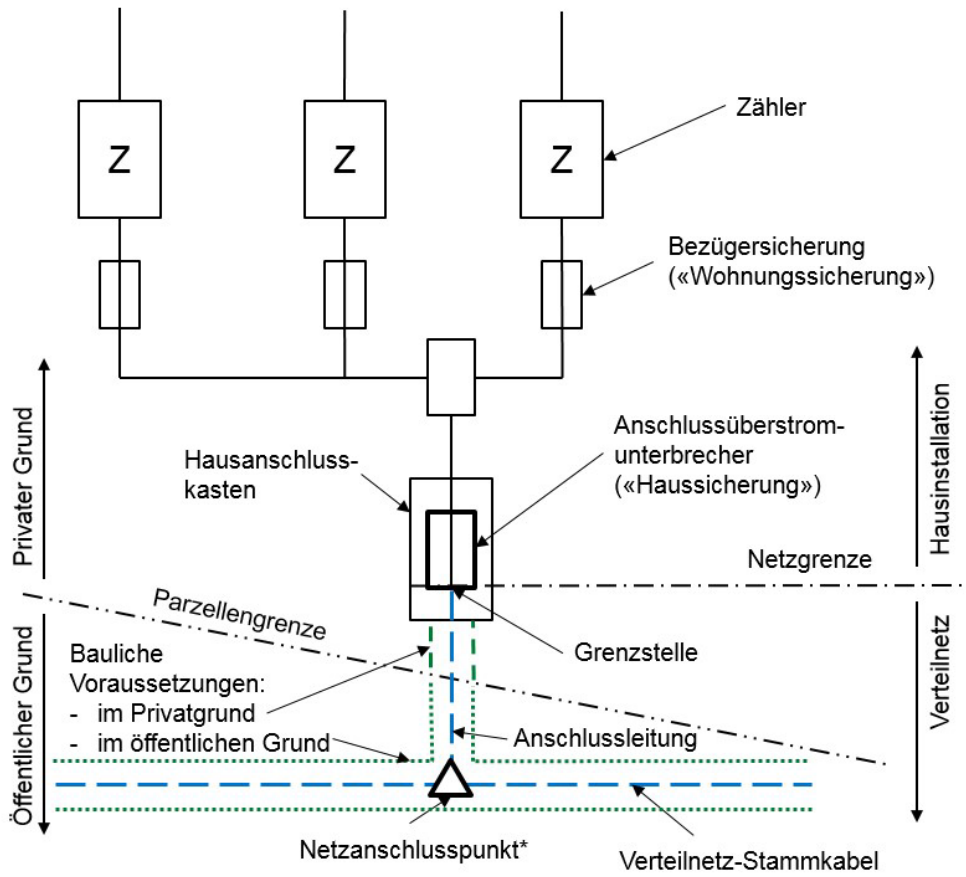 Z
Z
Z
Zähler
Bezügersicherung
(«Wohnungssicherung»)
Anschlussüberstrom-
unterbrecher
(«Haussicherung»)
Hausanschluss-
kasten
Privater Grund
Hausinstallation
Netzgrenze
Parzellengrenze
Grenzstelle
Bauliche
Voraussetzungen:
- im Privatgrund
- im öffentlichen Grund
Anschlussleitung
Öffentlicher Grund
Verteilnetz
Netzanschlusspunkt*
Verteilnetz-Stammkabel